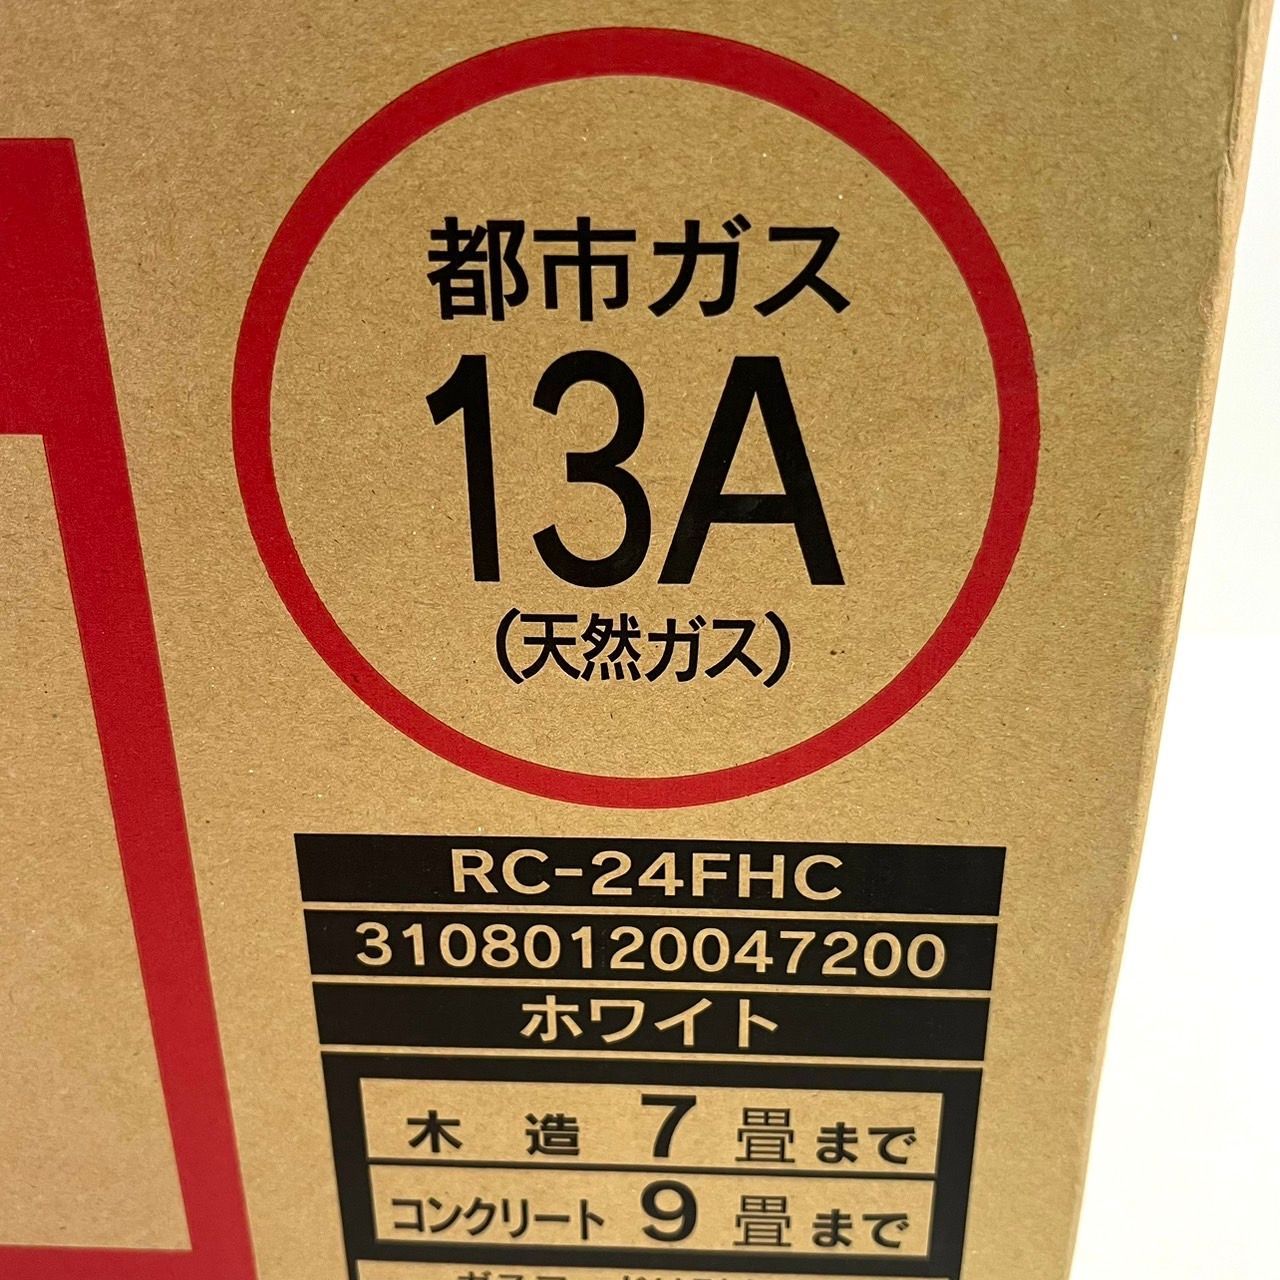 都市ガス
13A
(天然ガス)
RC-24FHC
31080120047200
ホワイト
木 造 7 畳まで
コンクリート 9 畳まで